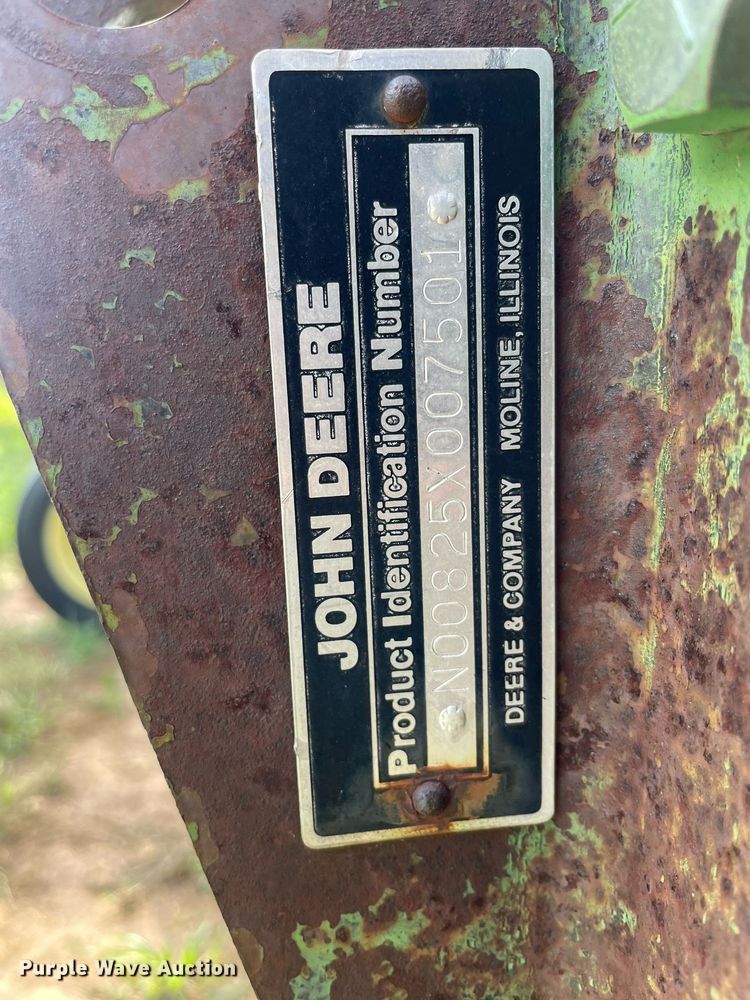 JOHN DEERE
Product Identification Number
N00825X007501
DEERE & COMPANY MOLINE, ILLINOIS
Purple Wave Auction